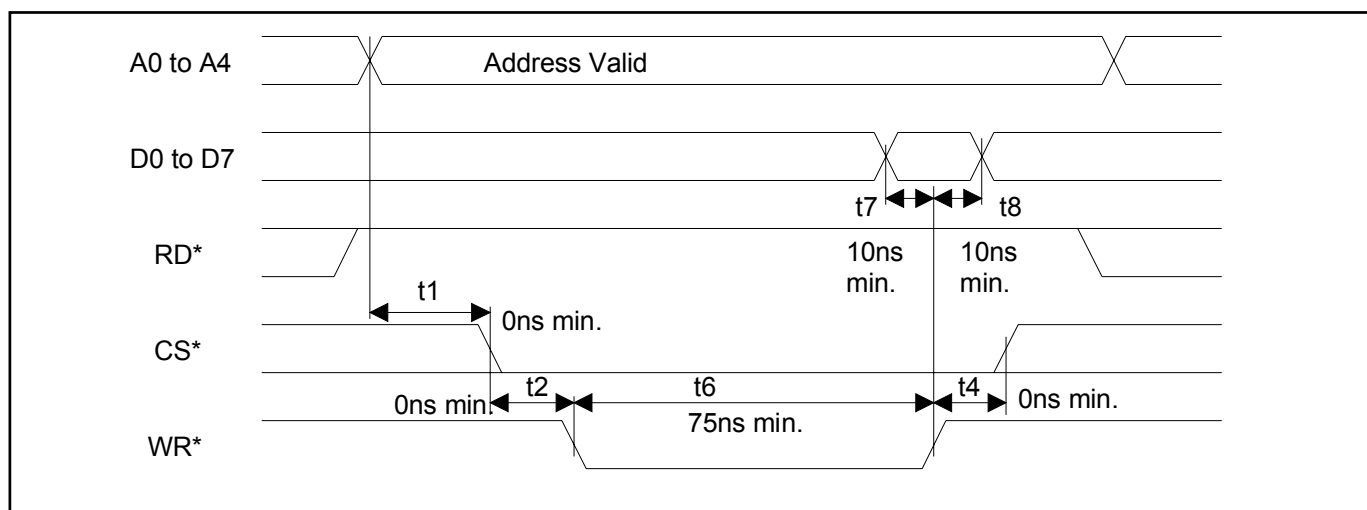 A0 to A4
Address Valid
D0 to D7
t7
t8
RD*
10ns
min.
10ns
min.
t1
0ns min.
CS*
t2
t6
t4
0ns min.
75ns min.
0ns min.
WR*